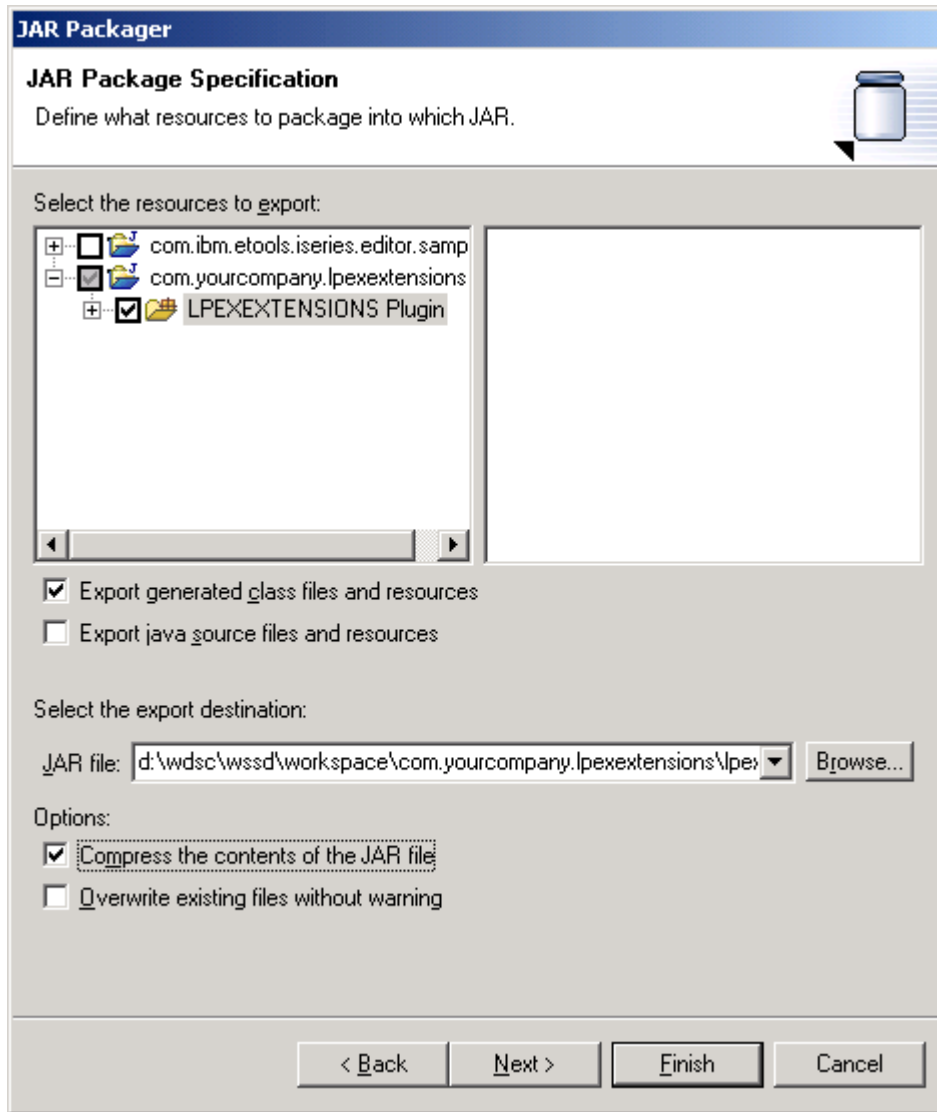 JAR Packager
JAR Package Specification
Define what resources to package into which JAR.
Select the resources to export:
com.ibm.etools.iseries.editor.samp
com.yourcompany.lpexextensions
LPEXEXTENSIONS Plugin
Export generated class files and resources
Export java source files and resources
Select the export destination:
JAR file: d:\wdsc\wssd\workspace\com.yourcompany.lpexextensions\lpex Browse...
Options:
Compress the contents of the JAR file
Overwrite existing files without warning
< Back Next > Finish Cancel